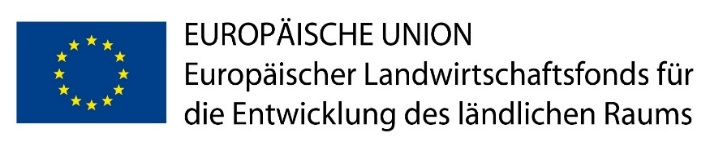 EUROPÄISCHE UNION
Europäischer Landwirtschaftsfonds für
die Entwicklung des ländlichen Raums